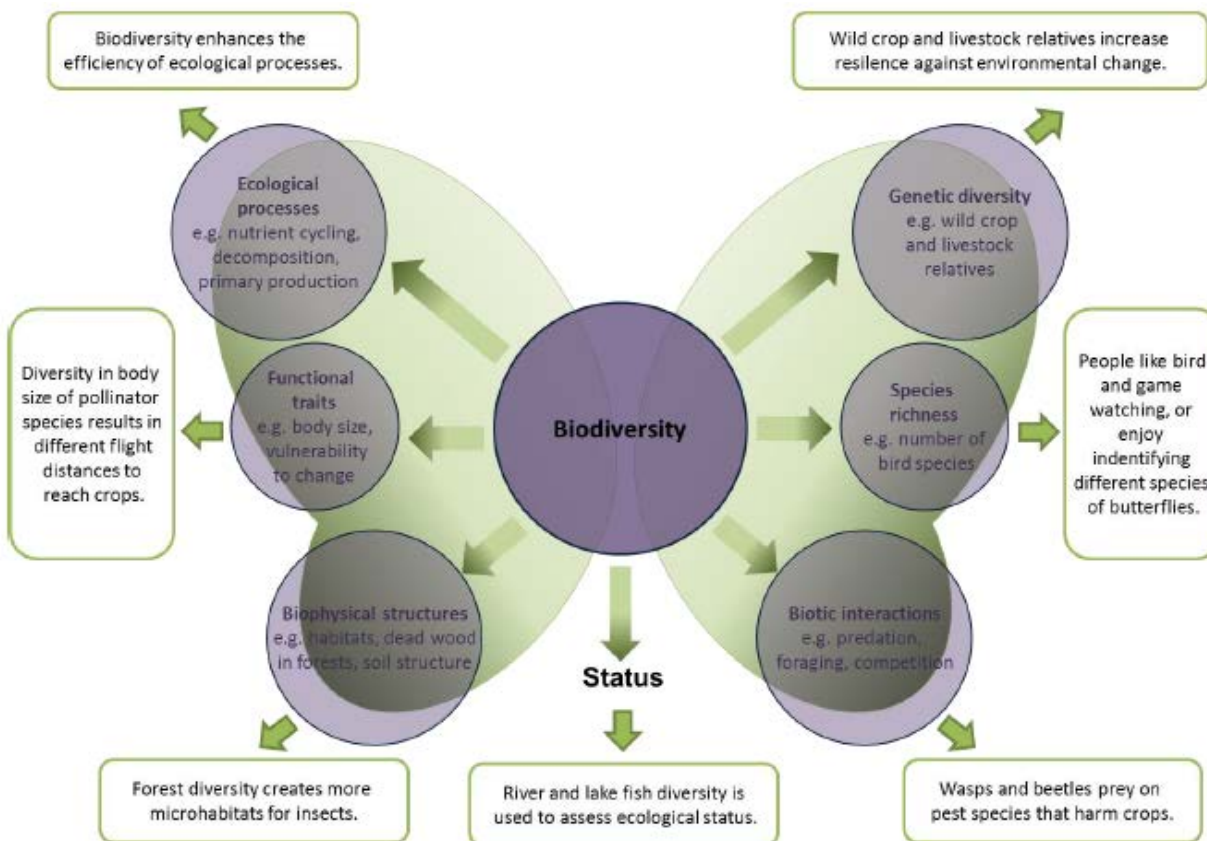 Biodiversity enhances the
efficiency of ecological processes.
Wild crop and livestock relatives increase
resilence against environmental change.
Ecological
processes
e.g. nutrient cycling,
decomposition,
primary production
Genetic diversity
e.g. wild crop
and livestock
relatives
Diversity in body
size of pollinator
species results in
different flight
distances to
reach crops.
Functional
traits
e.g. body size,
vulnerability
to change
Biodiversity
Species
richness
e.g. number of
bird species
People like bird
and game
watching, or
enjoy
indentifying
different species
of butterflies.
Biophysical structures
e.g. habitats, dead wood
in forests, soil structure
Status
Biotic interactions
e.g. predation,
foraging, competition
Forest diversity creates more
microhabitats for insects.
River and lake fish diversity is
used to assess ecological status.
Wasps and beetles prey on
pest species that harm crops.